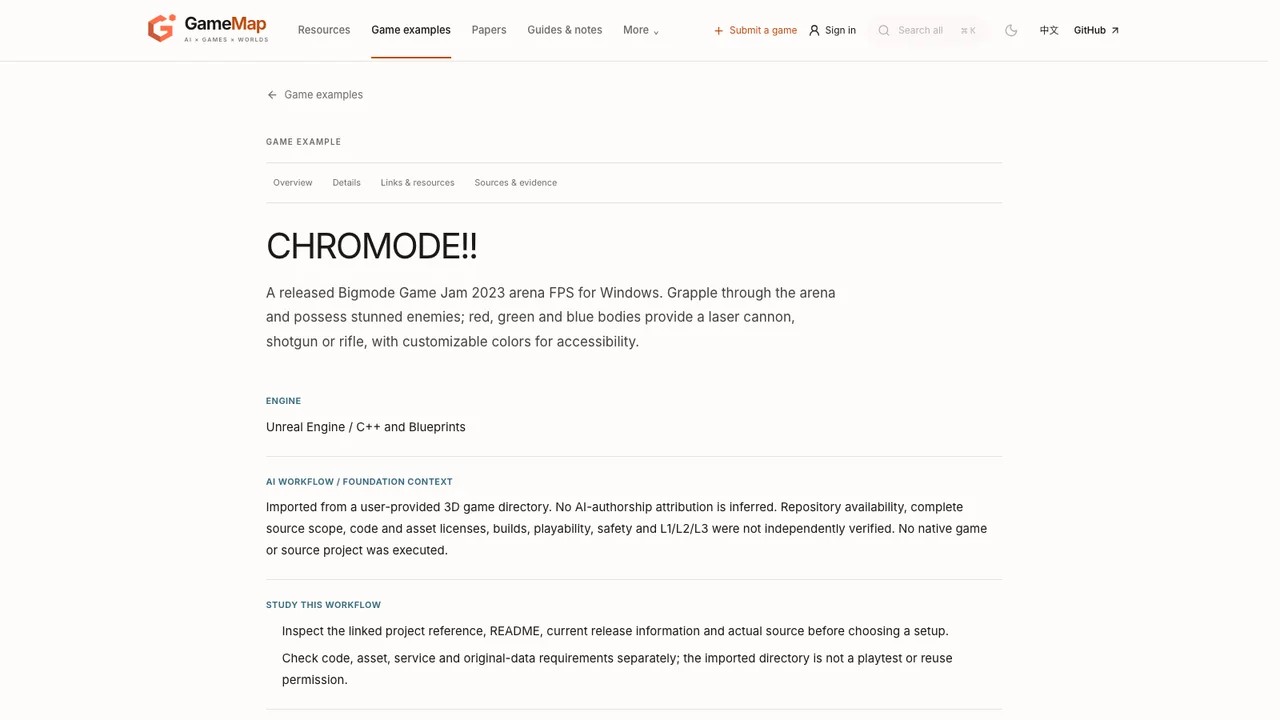 GameMap
AI × GAMES × WORLDS
Resources
Game examples
Papers
Guides & notes
More
+ Submit a game
Sign in
Search all
⌘ K
中文
GitHub ↗
← Game examples
GAME EXAMPLE
Overview
Details
Links & resources
Sources & evidence
CHROMODE!!
A released Bigmode Game Jam 2023 arena FPS for Windows. Grapple through the arena
and possess stunned enemies; red, green and blue bodies provide a laser cannon,
shotgun or rifle, with customizable colors for accessibility.
ENGINE
Unreal Engine / C++ and Blueprints
AI WORKFLOW / FOUNDATION CONTEXT
Imported from a user-provided 3D game directory. No AI-authorship attribution is inferred. Repository availability, complete
source scope, code and asset licenses, builds, playability, safety and L1/L2/L3 were not independently verified. No native game
or source project was executed.
STUDY THIS WORKFLOW
Inspect the linked project reference, README, current release information and actual source before choosing a setup.
Check code, asset, service and original-data requirements separately; the imported directory is not a playtest or reuse
permission.